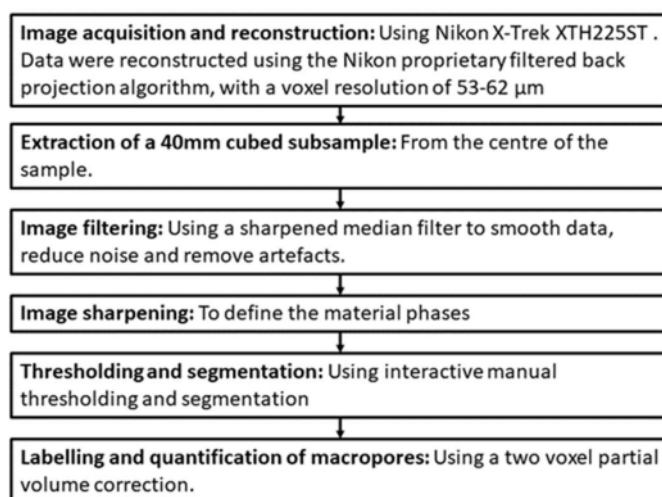 Image acquisition and reconstruction: Using Nikon X-Trek XTH225ST .
Data were reconstructed using the Nikon proprietary filtered back
projection algorithm, with a voxel resolution of 53-62 µm
Extraction of a 40mm cubed subsample: From the centre of the
sample.
Image filtering: Using a sharpened median filter to smooth data,
reduce noise and remove artefacts.
Image sharpening: To define the material phases
Thresholding and segmentation: Using interactive manual
thresholding and segmentation
Labelling and quantification of macropores: Using a two voxel partial
volume correction.